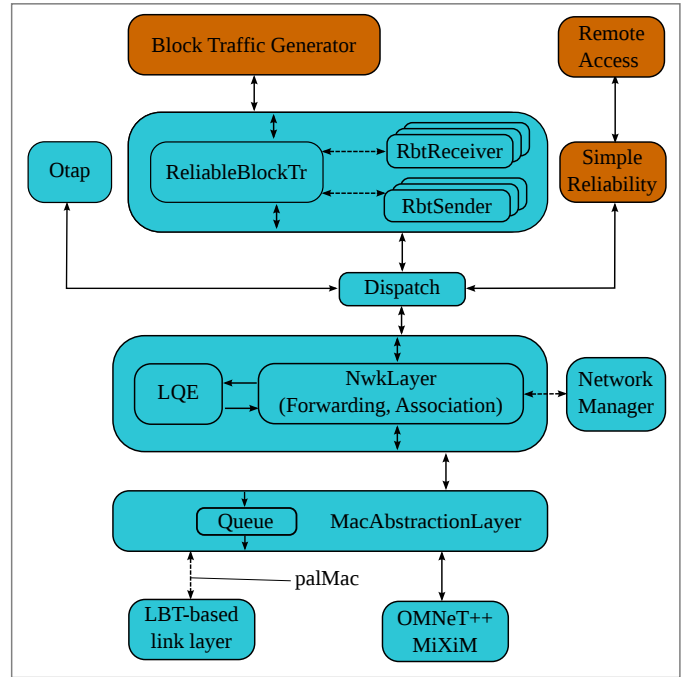 Block Traffic Generator
Remote
Access
Otap
ReliableBlockTr
RbtReceiver
RbtSender
Simple
Reliability
Dispatch
LQE
NwkLayer
(Forwarding, Association)
Network
Manager
Queue
MacAbstractionLayer
palMac
LBT-based
link layer
OMNeT++
MiXiM